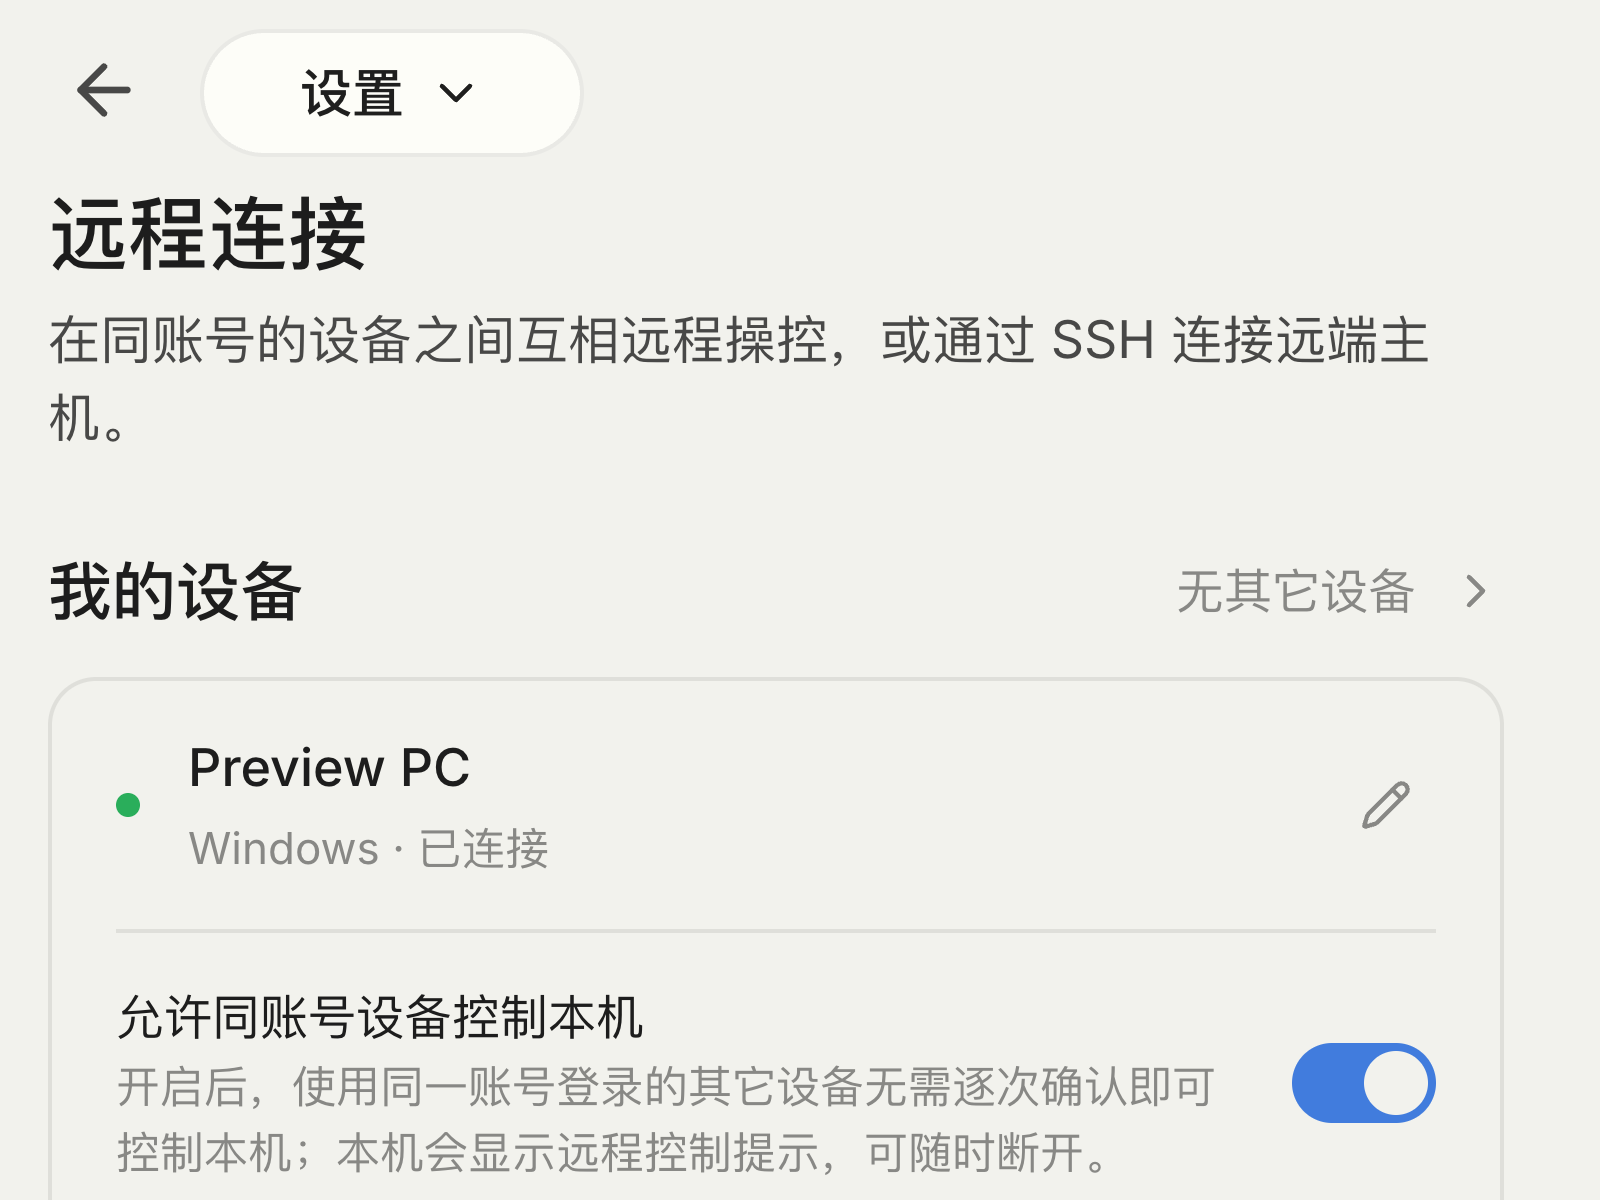 设置
远程连接
在同账号的设备之间互相远程操控，或通过 SSH 连接远端主
机。
我的设备
无其它设备
Preview PC
Windows · 已连接
允许同账号设备控制本机
开启后，使用同一账号登录的其它设备无需逐次确认即可
控制本机；本机会显示远程控制提示，可随时断开。